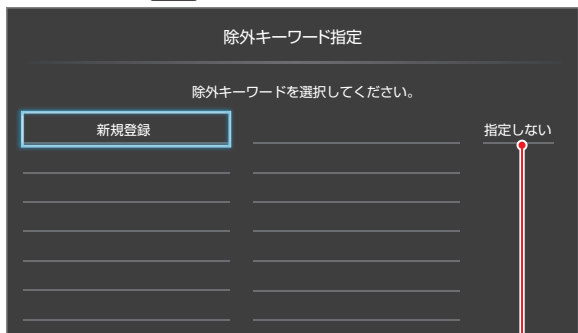 除外キーワード指定
除外キーワードを選択してください。
新規登録
指定しない